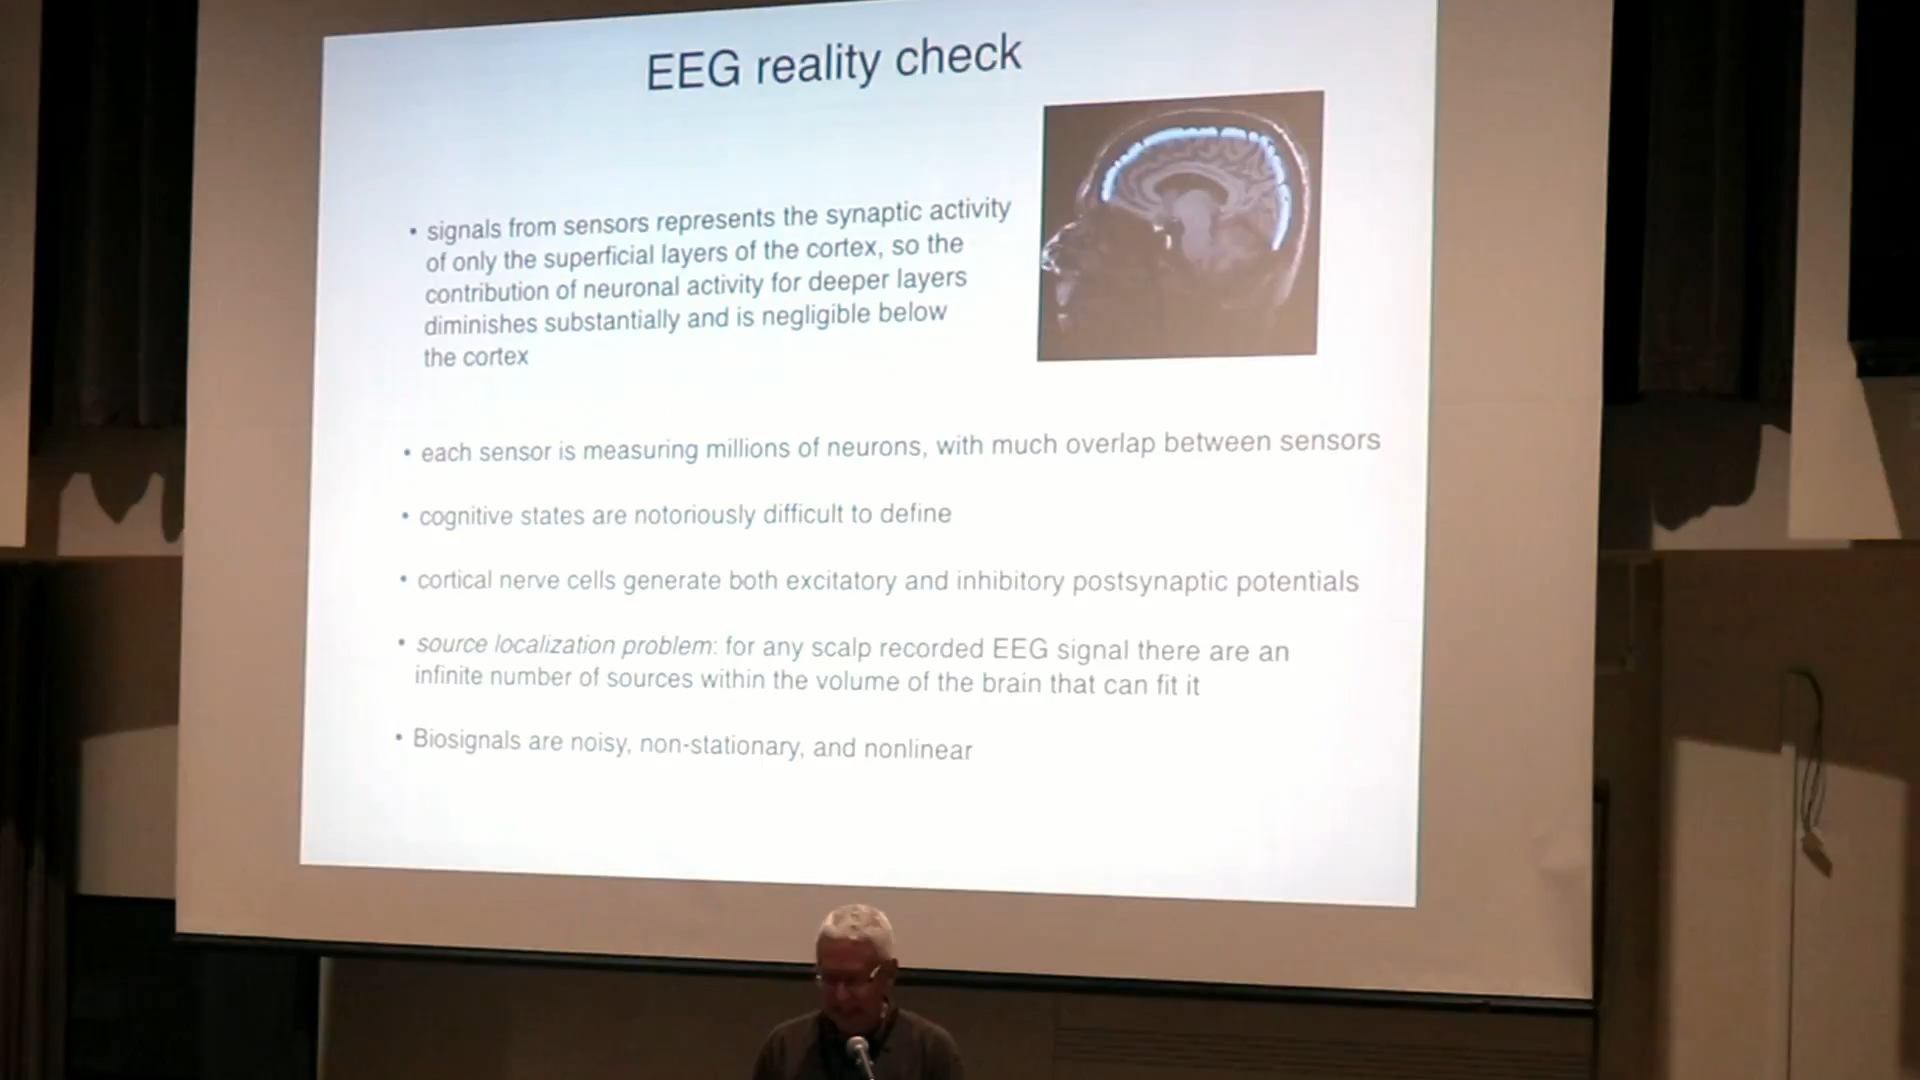 EEG reality check
• signals from sensors represents the synaptic activity
of only the superficial layers of the cortex, so the
contribution of neuronal activity for deeper layers
diminishes substantially and is negligible below
the cortex
• each sensor is measuring millions of neurons, with much overlap between sensors
• cognitive states are notoriously difficult to define
• cortical nerve cells generate both excitatory and inhibitory postsynaptic potentials
• source localization problem: for any scalp recorded EEG signal there are an
infinite number of sources within the volume of the brain that can fit it
• Biosignals are noisy, non-stationary, and nonlinear